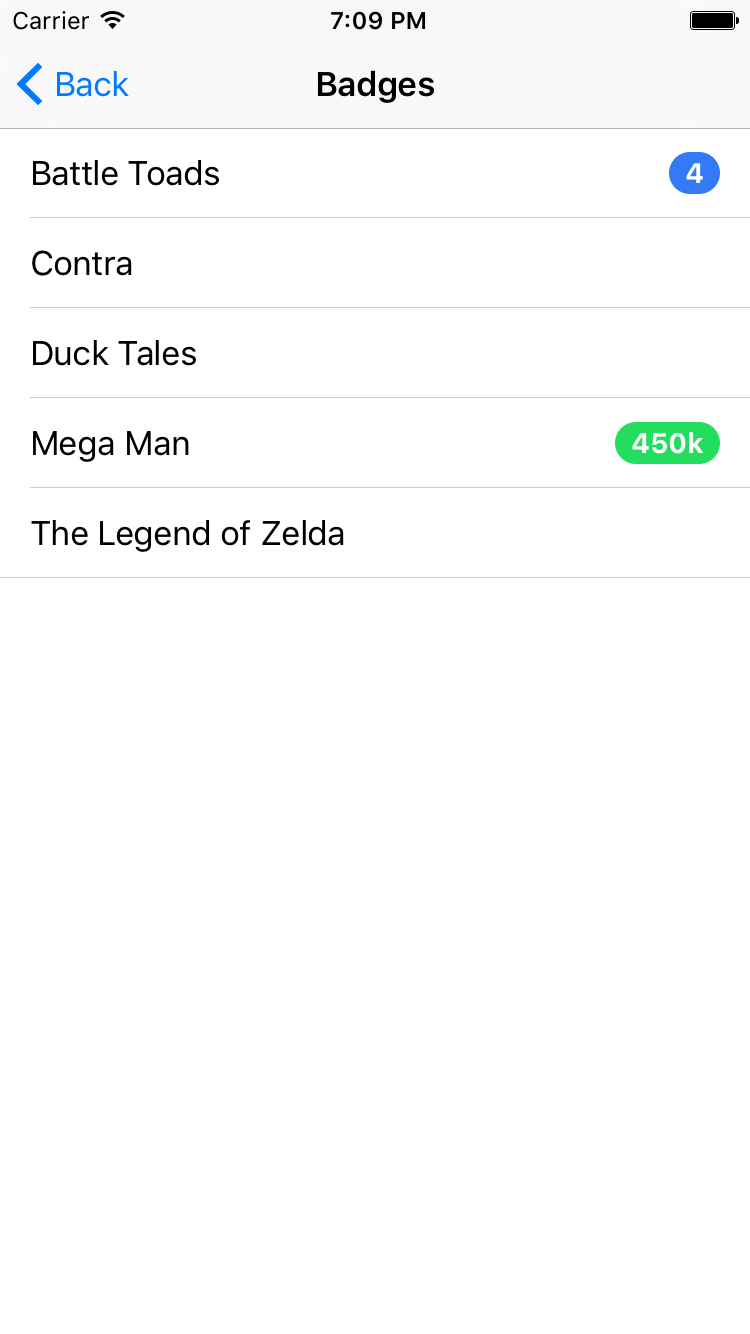 Carrier 7:09 PM
Back Badges
Battle Toads 4
Contra
Duck Tales
Mega Man 450k
The Legend of Zelda